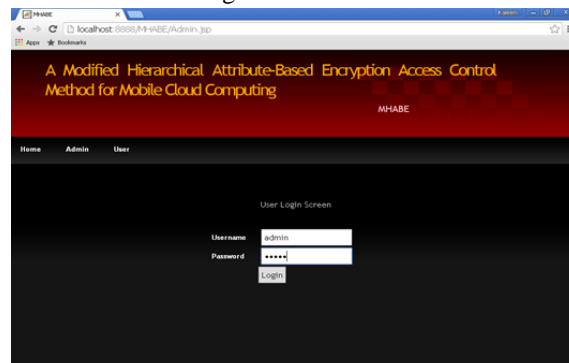 MHABE
localhost:8888/MHABE/Admin.jsp
Apps Bookmarks
A Modified Hierarchical Attribute-Based Encryption Access Control
Method for Mobile Cloud Computing
MHABE
Home Admin User
User Login Screen
Username admin
Password •••••
Login